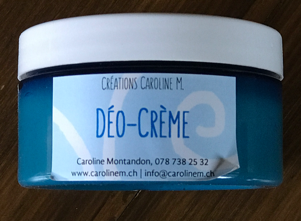 CRÉATIONS CAROLINE M.
DÉO-CRÈME
Caroline Montandon, 078 738 25 32
www.carolinem.ch | info@carolinem.ch